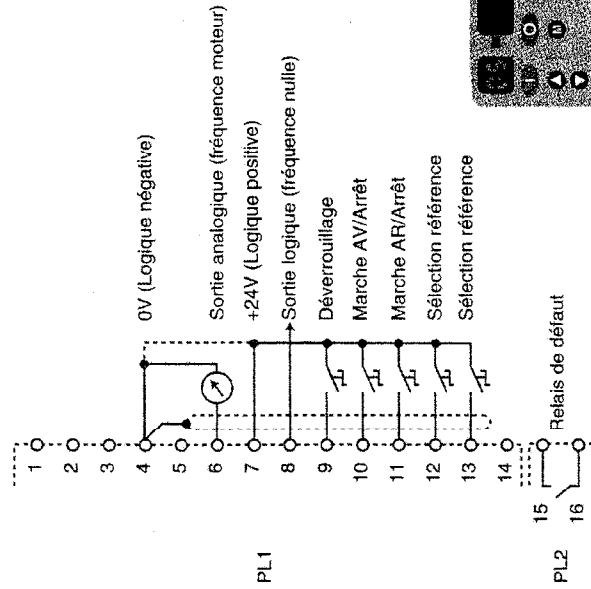 1
2
3
4
5
6
7
8
9
10
11
12
13
14
15
16
PL1
PL2
0V (Logique négative)
Sortie analogique (fréquence moteur)
+24V (Logique positive)
Sortie logique (fréquence nulle)
Déverrouillage
Marche AV/Arrêt
Marche AR/Arrêt
Sélection référence
Sélection référence
Relais de défaut